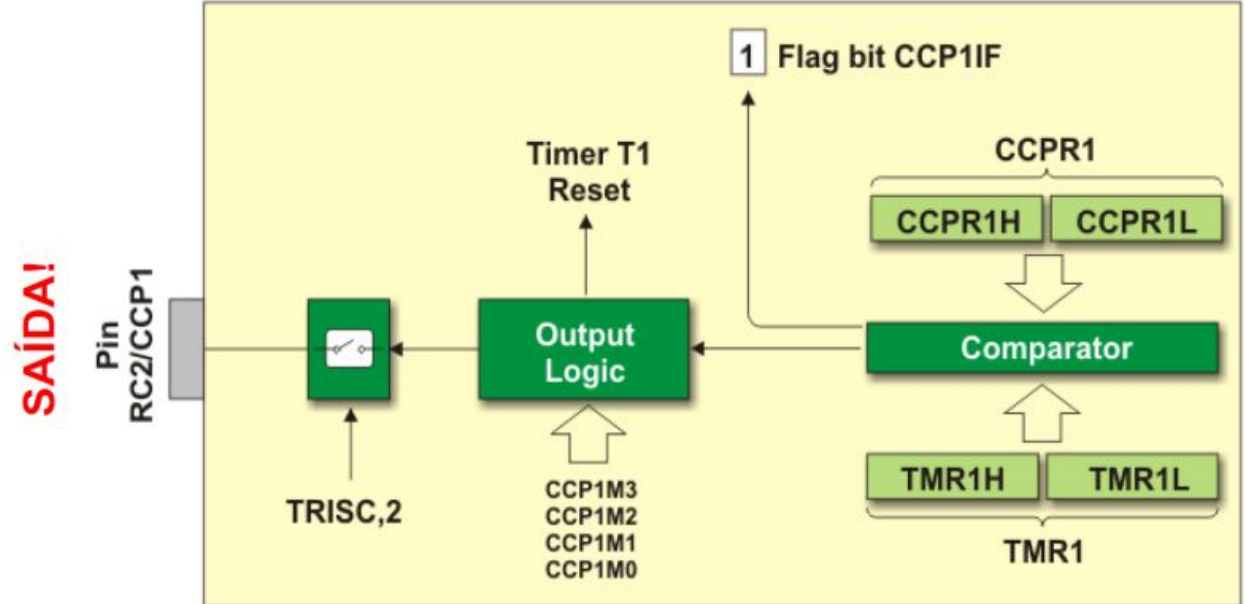 1 Flag bit CCP1IF
Timer T1
Reset
CCPR1
CCPR1H CCPR1L
SAÍDA!
Pin
RC2/CCP1
Output
Logic
Comparator
TRISC,2
CCP1M3
CCP1M2
CCP1M1
CCP1M0
TMR1H TMR1L
TMR1